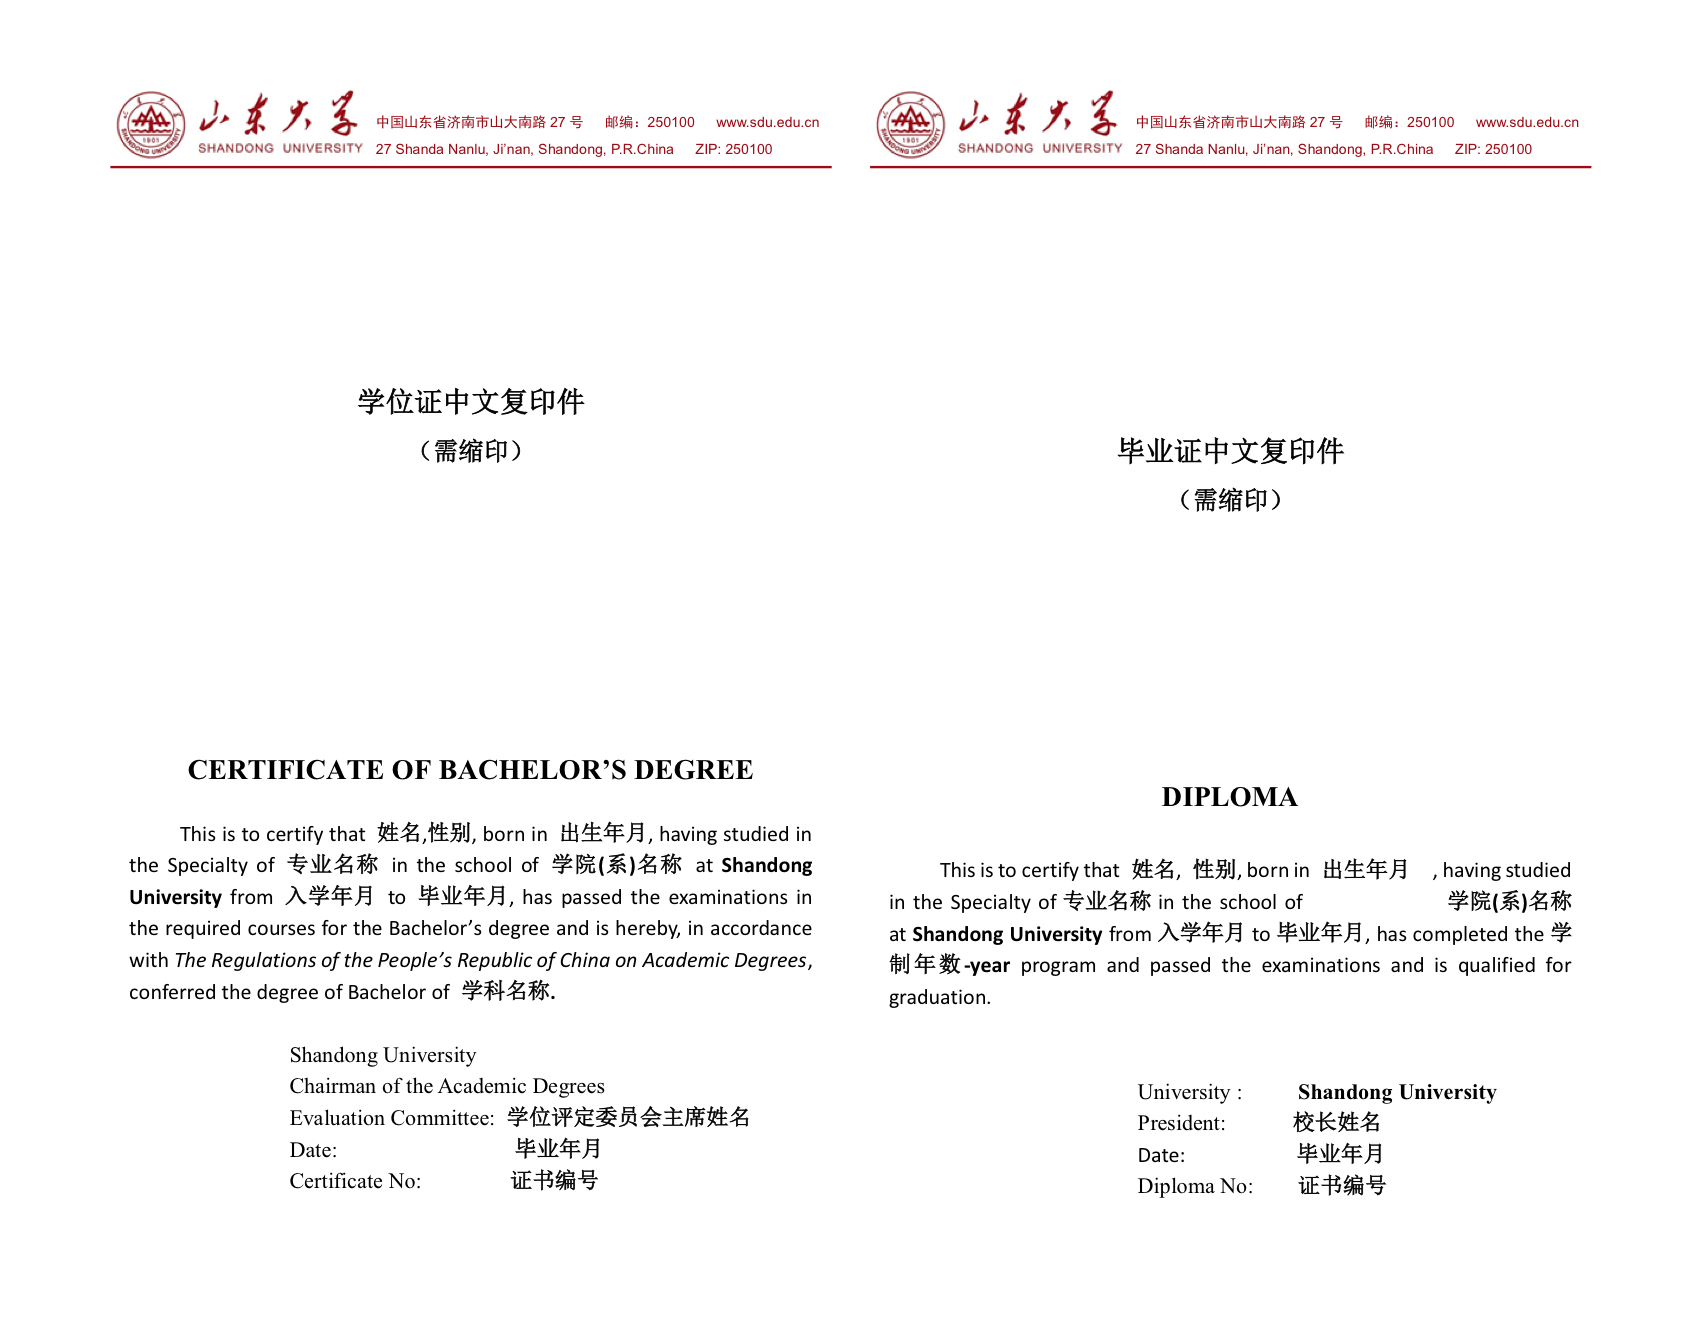 山东大学 中国山东省济南市山大南路 27 号 邮编：250100 www.sdu.edu.cn
SHANDONG UNIVERSITY 27 Shanda Nanlu, Ji’nan, Shandong, P.R.China ZIP: 250100
学位证中文复印件
（需缩印）
CERTIFICATE OF BACHELOR’S DEGREE
This is to certify that 姓名,性别, born in 出生年月, having studied in
the Specialty of 专业名称 in the school of 学院(系)名称 at Shandong
University from 入学年月 to 毕业年月, has passed the examinations in
the required courses for the Bachelor’s degree and is hereby, in accordance
with The Regulations of the People’s Republic of China on Academic Degrees,
conferred the degree of Bachelor of 学科名称.
Shandong University
Chairman of the Academic Degrees
Evaluation Committee: 学位评定委员会主席姓名
Date: 毕业年月
Certificate No: 证书编号
山东大学 中国山东省济南市山大南路 27 号 邮编：250100 www.sdu.edu.cn
SHANDONG UNIVERSITY 27 Shanda Nanlu, Ji’nan, Shandong, P.R.China ZIP: 250100
毕业证中文复印件
（需缩印）
DIPLOMA
This is to certify that 姓名, 性别, born in 出生年月 , having studied
in the Specialty of 专业名称 in the school of 学院(系)名称
at Shandong University from 入学年月 to 毕业年月, has completed the 学
制年数-year program and passed the examinations and is qualified for
graduation.
University : Shandong University
President: 校长姓名
Date: 毕业年月
Diploma No: 证书编号